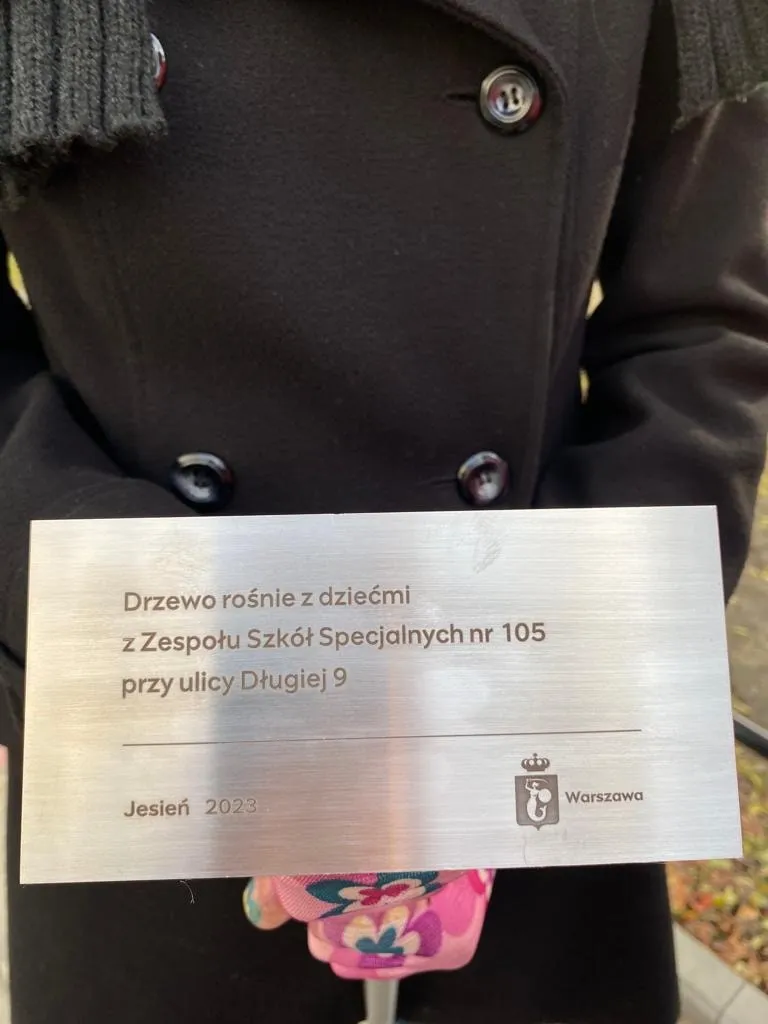 Drzewo rośnie z dziećmi
z Zespołu Szkół Specjalnych nr 105
przy ulicy Długiej 9
Jesień 2023
Warszawa